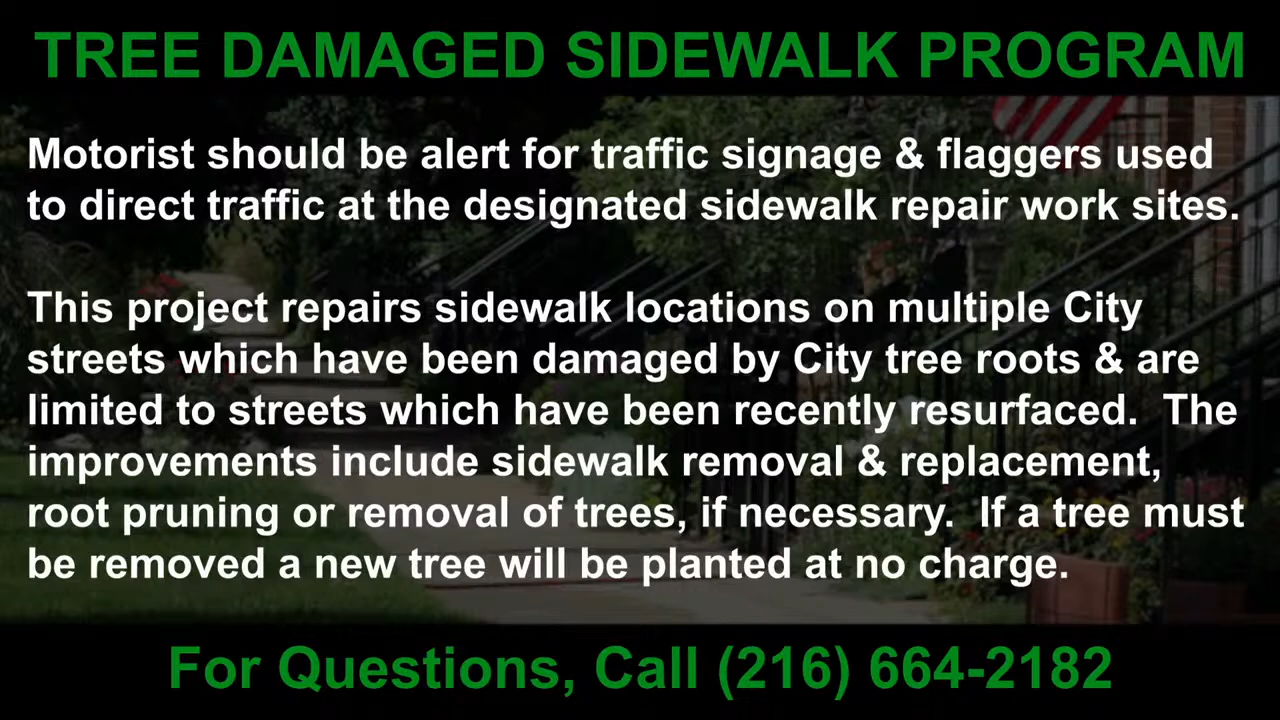 TREE DAMAGED SIDEWALK PROGRAM
Motorist should be alert for traffic signage & flaggers used
to direct traffic at the designated sidewalk repair work sites.
This project repairs sidewalk locations on multiple City
streets which have been damaged by City tree roots & are
limited to streets which have been recently resurfaced. The
improvements include sidewalk removal & replacement,
root pruning or removal of trees, if necessary. If a tree must
be removed a new tree will be planted at no charge.
For Questions, Call (216) 664-2182